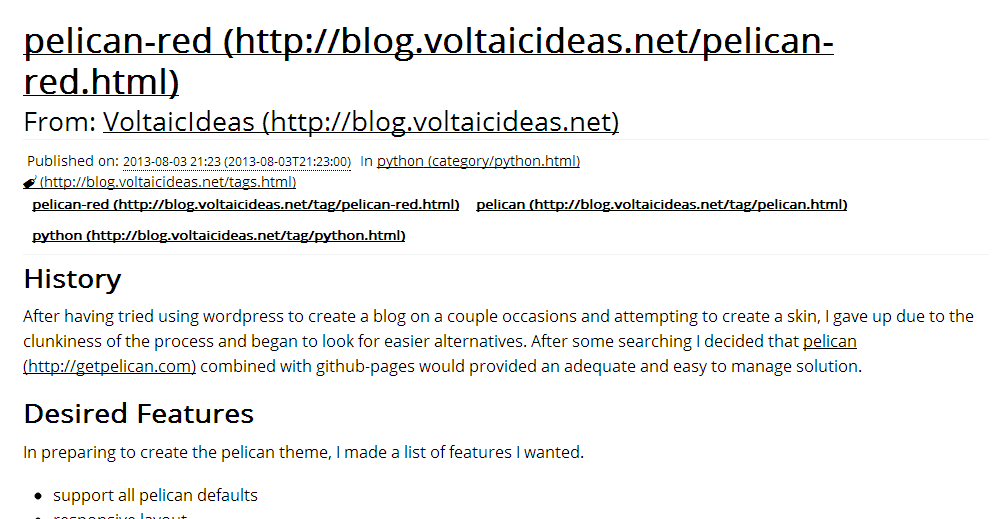 pelican-red (http://blog.voltaicideas.net/pelican-
red.html)
From: VoltaicIdeas (http://blog.voltaicideas.net)
Published on: 2013-08-03 21:23 (2013-08-03T21:23:00) In python (category/python.html)
(http://blog.voltaicideas.net/tags.html)
pelican-red (http://blog.voltaicideas.net/tag/pelican-red.html) pelican (http://blog.voltaicideas.net/tag/pelican.html)
python (http://blog.voltaicideas.net/tag/python.html)
History
After having tried using wordpress to create a blog on a couple occasions and attempting to create a skin, I gave up due to the
clunkiness of the process and began to look for easier alternatives. After some searching I decided that pelican
(http://getpelican.com) combined with github-pages would provided an adequate and easy to manage solution.
Desired Features
In preparing to create the pelican theme, I made a list of features I wanted.
• support all pelican defaults
• responsive layout